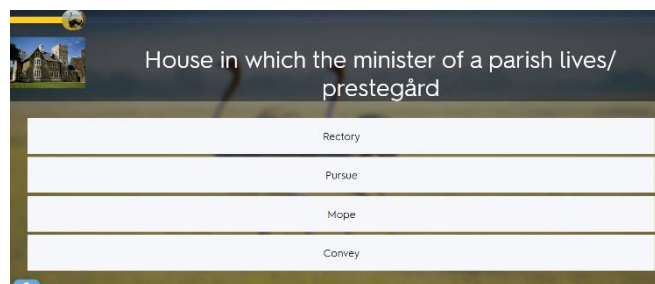 House in which the minister of a parish lives/
prestegård
Rectory
Pursue
Mope
Convey